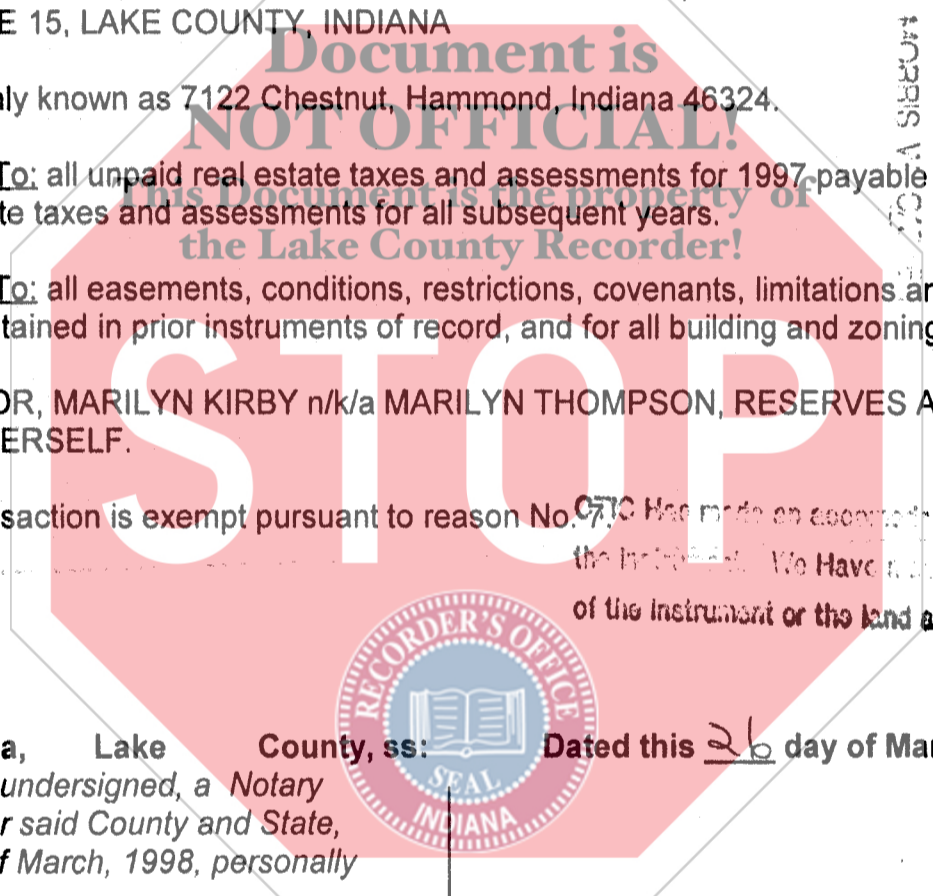 E 15, LAKE COUNTY, INDIANA
Document is
ly known as 7122 Chestnut, Hammond, Indiana 46324.
NOT OFFICIAL!
To: all unpaid real estate taxes and assessments for 1997 payable
This Document is the property of
te taxes and assessments for all subsequent years.
the Lake County Recorder!
To: all easements, conditions, restrictions, covenants, limitations ar
tained in prior instruments of record, and for all building and zoning
STOP
OR, MARILYN KIRBY n/k/a MARILYN THOMPSON, RESERVES A
ERSELF.
saction is exempt pursuant to reason No. 7.
Has made an
We Have
of the instrument or the land a
RECORDER'S OFFICE
SEAL
INDIANA
a, Lake County, ss: Dated this 26 day of Mar
undersigned, a Notary
r said County and State,
f March, 1998, personally
MORRIS